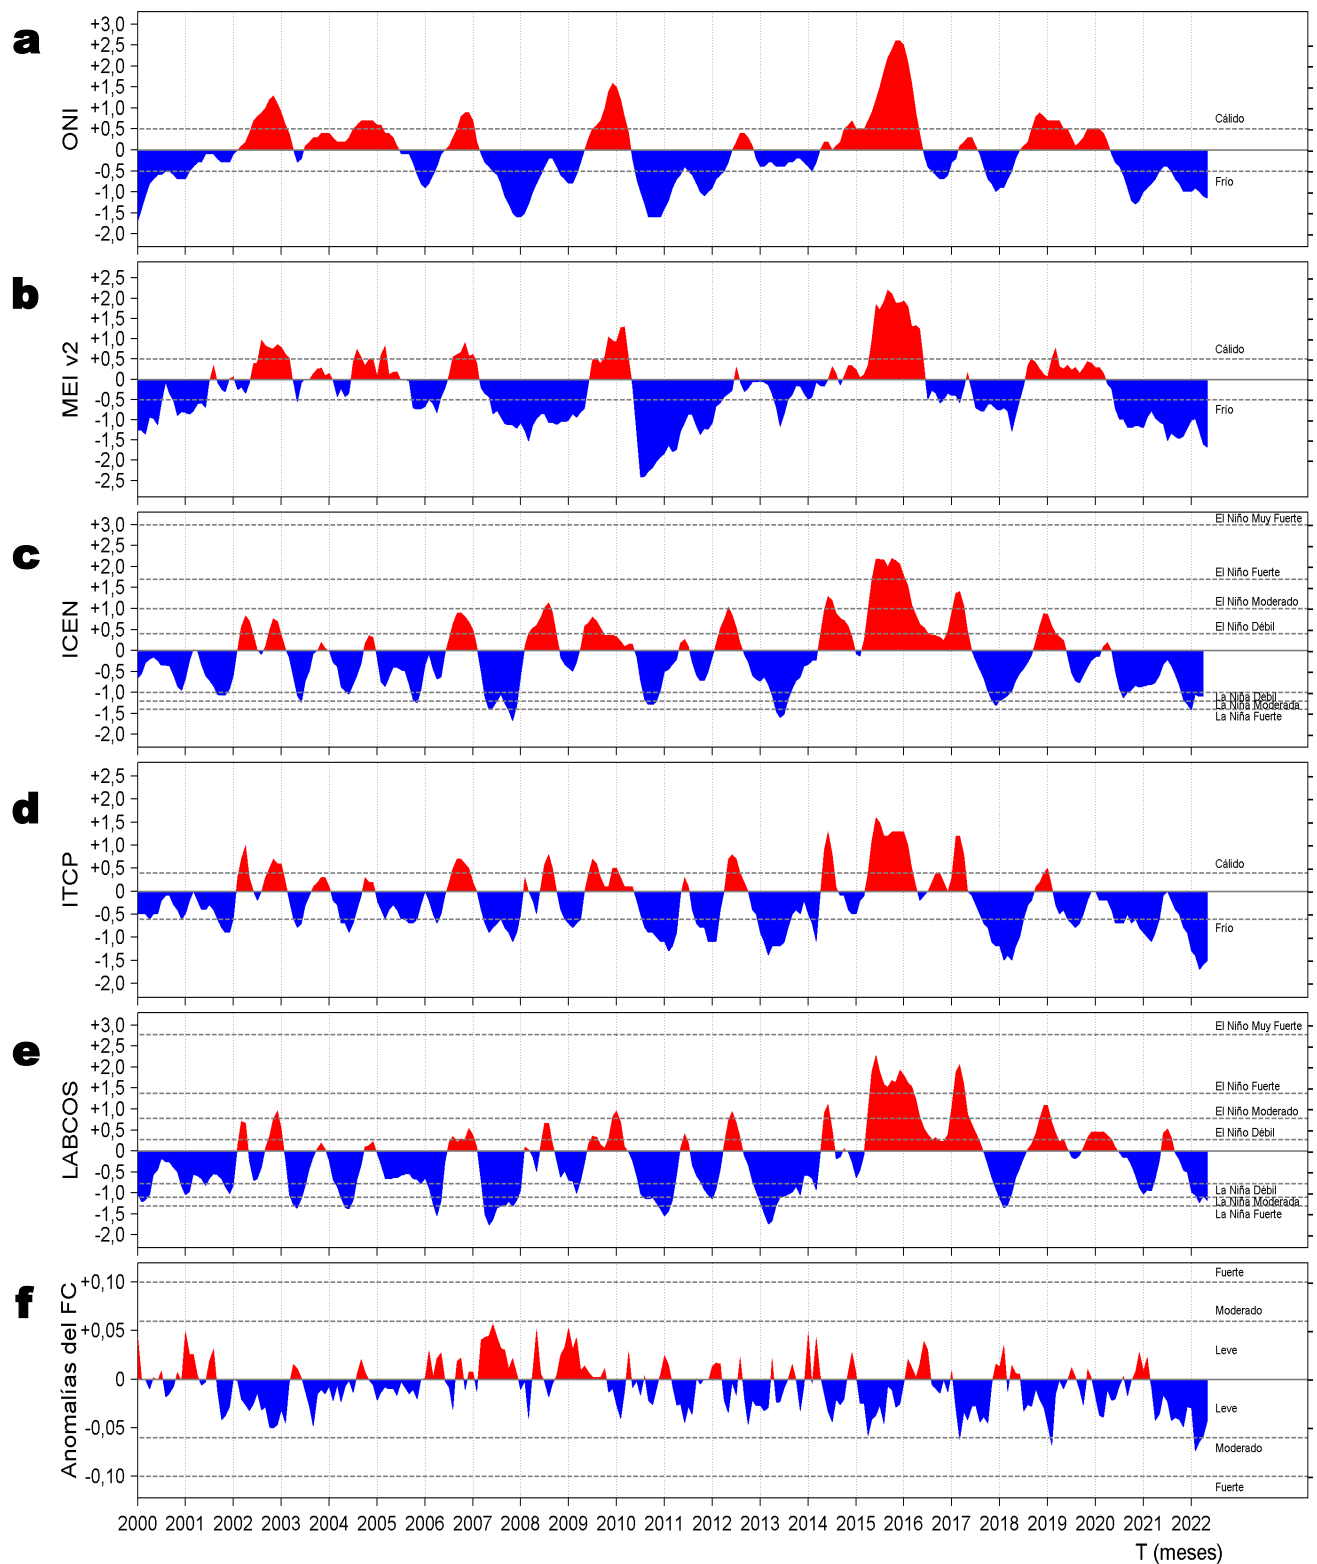 a
ONI
+3,0
+2,5
+2,0
+1,5
+1,0
+0,5
0
-0,5
-1,0
-1,5
-2,0
Cálido
Frío
b
MEI v2
+2,5
+2,0
+1,5
+1,0
+0,5
0
-0,5
-1,0
-1,5
-2,0
-2,5
Cálido
Frío
c
ICEN
+3,0
+2,5
+2,0
+1,5
+1,0
+0,5
0
-0,5
-1,0
-1,5
-2,0
El Niño Muy Fuerte
El Niño Fuerte
El Niño Moderado
El Niño Débil
La Niña Débil
La Niña Moderada
La Niña Fuerte
d
ITCP
+2,5
+2,0
+1,5
+1,0
+0,5
0
-0,5
-1,0
-1,5
-2,0
Cálido
Frío
e
LABCOS
+3,0
+2,5
+2,0
+1,5
+1,0
+0,5
0
-0,5
-1,0
-1,5
-2,0
El Niño Muy Fuerte
El Niño Fuerte
El Niño Moderado
El Niño Débil
La Niña Débil
La Niña Moderada
La Niña Fuerte
f
Anomalías del FC
+0,10
+0,05
0
-0,05
-0,10
Fuerte
Moderado
Leve
Leve
Moderado
Fuerte
2000 2001 2002 2003 2004 2005 2006 2007 2008 2009 2010 2011 2012 2013 2014 2015 2016 2017 2018 2019 2020 2021 2022
T (meses)